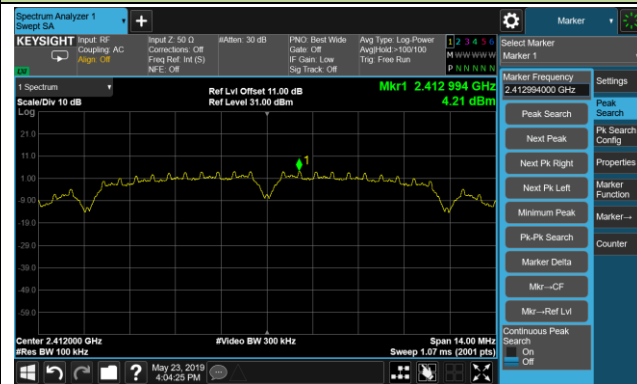 Spectrum Analyzer 1
Swept SA
Marker
KEYSIGHT
Input: RF
Coupling: AC
Align: Off
Input Z: 50 Ω
Corrections: Off
Freq Ref: Int (S)
NFE: Off
#Atten: 30 dB
PNO: Best Wide
Gate: Off
IF Gain: Low
Sig Track: Off
Avg Type: Log-Power
Avg|Hold:>100/100
Trig: Free Run
1 2 3 4 5 6
M W W W W W
P N N N N N
Select Marker
Marker 1
1 Spectrum
Scale/Div 10 dB
Log
Ref Lvl Offset 11.00 dB
Ref Level 31.00 dBm
Mkr1 2.412 994 GHz
4.21 dBm
21.0
11.0
1.00
-9.00
-19.0
-29.0
-39.0
-49.0
-59.0
1
Center 2.412000 GHz
#Res BW 100 kHz
#Video BW 300 kHz
Span 14.00 MHz
Sweep 1.07 ms (2001 pts)
Marker Frequency
2.412994000 GHz
Peak Search
Next Peak
Next Pk Right
Next Pk Left
Minimum Peak
Pk-Pk Search
Marker Delta
Mkr→CF
Mkr→Ref Lvl
Continuous Peak
Search
On
Off
Settings
Peak
Search
Pk Search
Config
Properties
Marker
Function
Marker→
Counter
May 23, 2019
4:04:25 PM